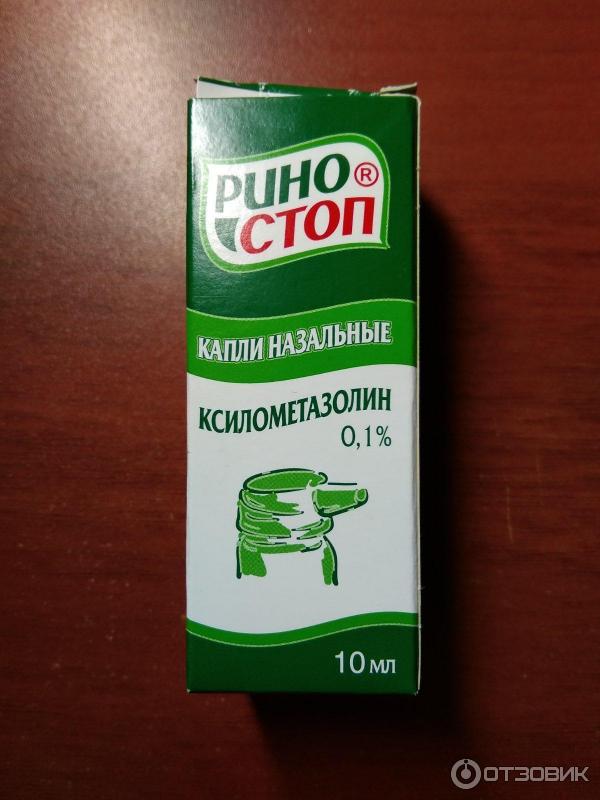 РИНО®
СТОП
КАПЛИ НАЗАЛЬНЫЕ
КСИЛОМЕТАЗОЛИН
0,1%
10 мл
ОТЗОВИК